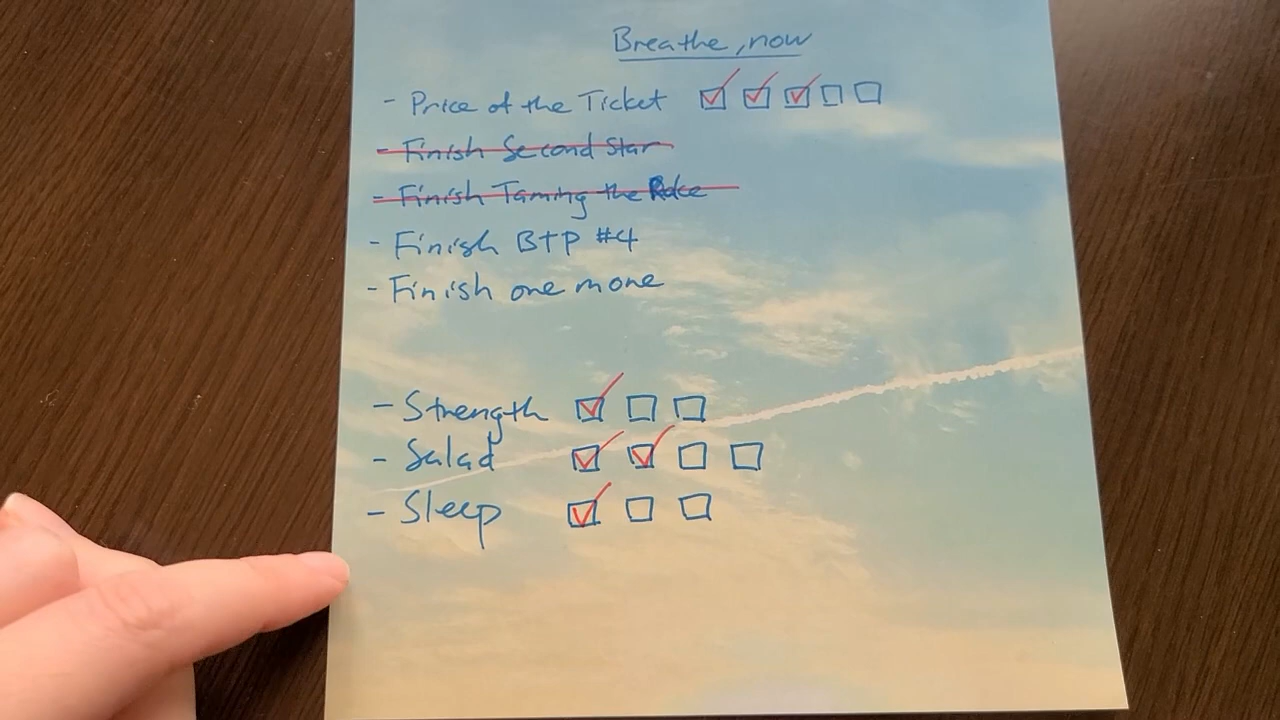 Breathe, now
- Price of the Ticket ☑ ☑ ☑ ☐ ☐
- Finish Second Star
- Finish Taming the
- Finish BTP #4
- Finish one more
- Strength ☑ ☐ ☐
- Salad ☑ ☑ ☐ ☐
- Sleep ☑ ☐ ☐